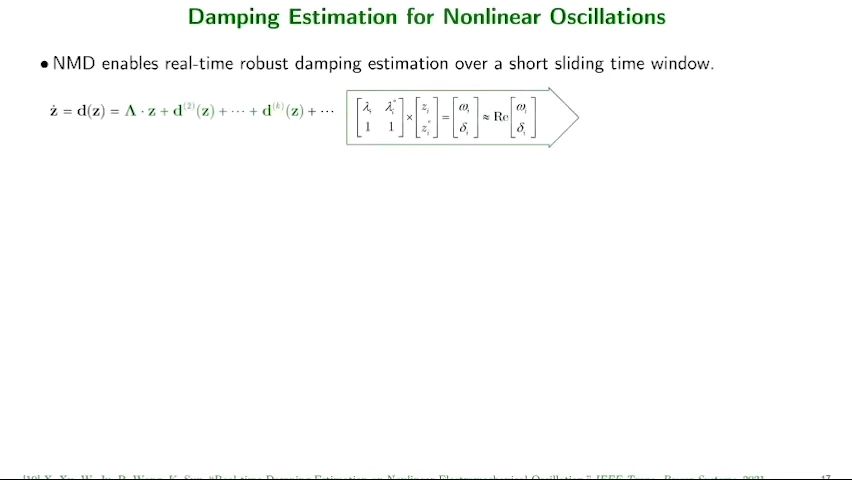 Damping Estimation for Nonlinear Oscillations
• NMD enables real-time robust damping estimation over a short sliding time window.
ż = d(z) = Λ · z + d⁽²⁾(z) + ··· + d⁽ᵏ⁾(z) + ··· [λᵢ λᵢ*; 1 1] × [zᵢ; zᵢ*] = [ωᵢ; δᵢ] ≈ Re [ωᵢ; δᵢ]